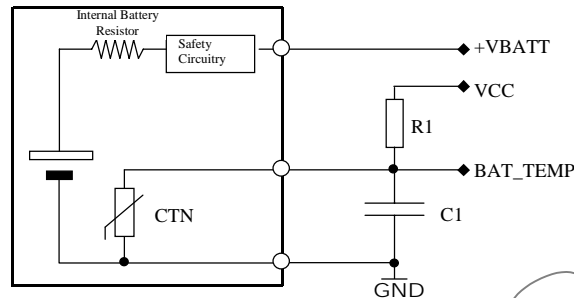 Internal Battery
Resistor
Safety
Circuitry
+VBATT
VCC
R1
BAT_TEMP
CTN
C1
GND